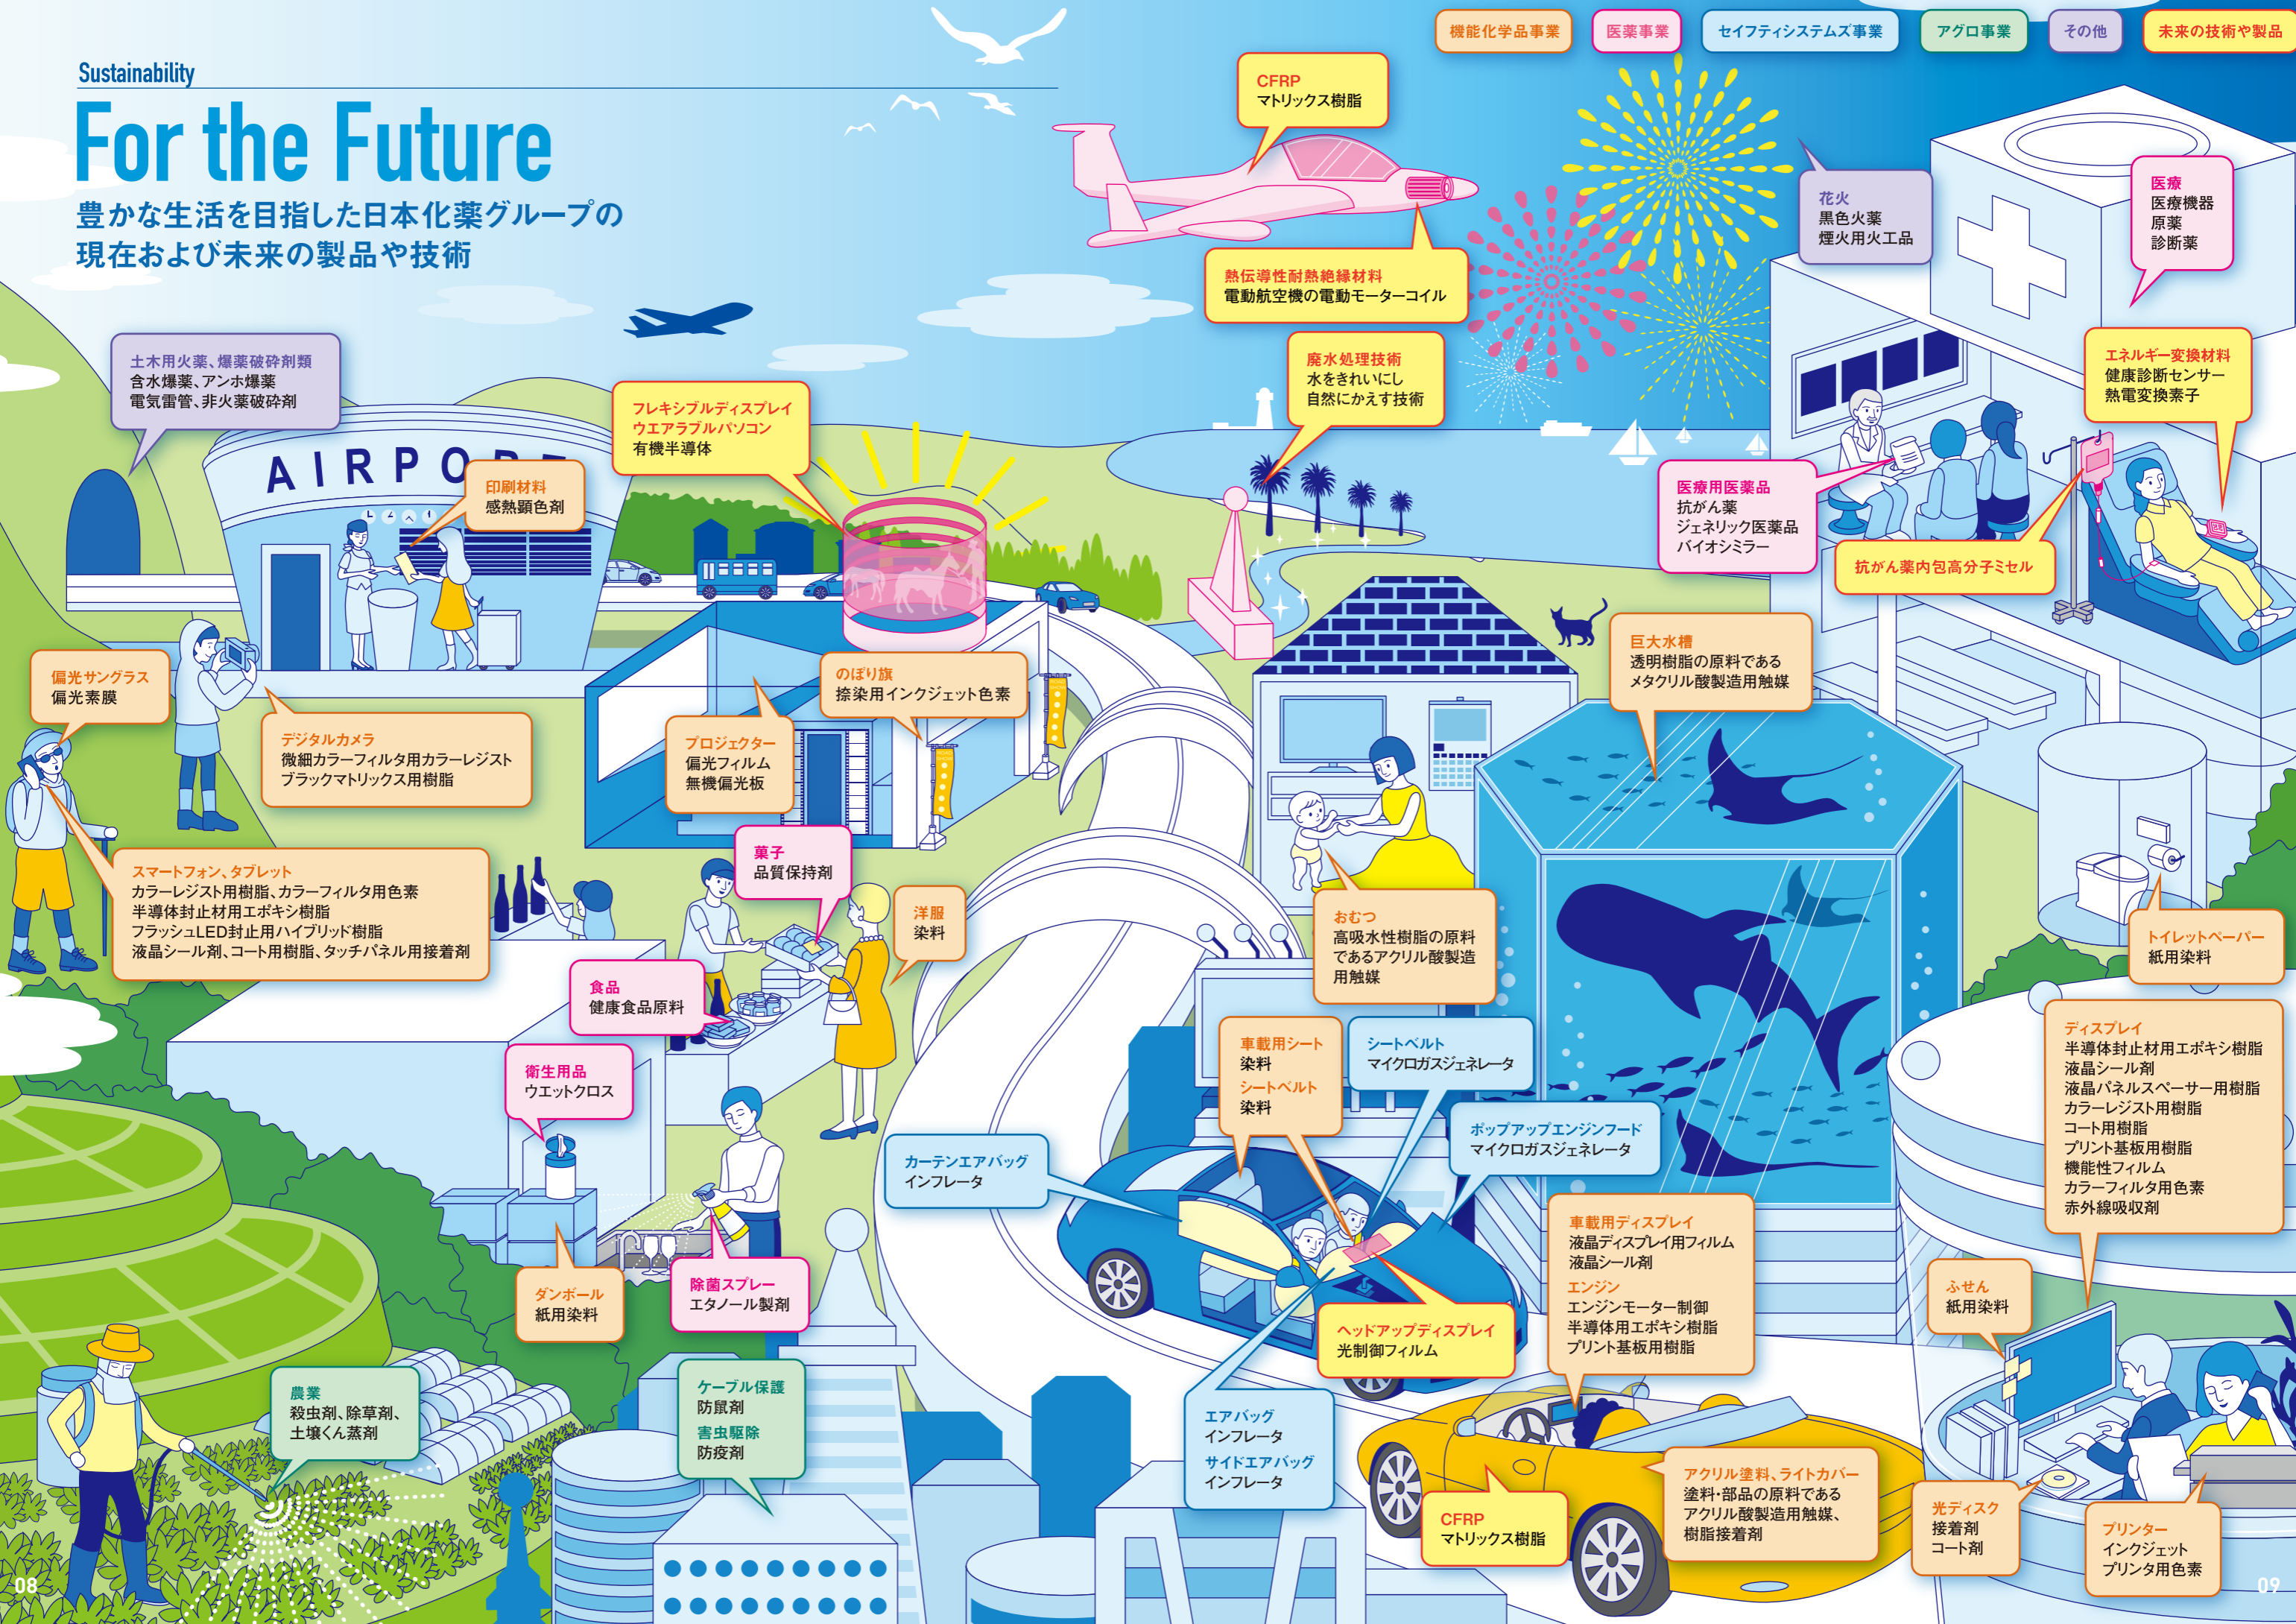 Sustainability
For the Future
豊かな生活を目指した日本化薬グループの
現在および未来の製品や技術
機能化学品事業
医薬事業
セイフティシステムズ事業
アグロ事業
その他
未来の技術や製品
CFRP
マトリックス樹脂
熱伝導性耐熱絶縁材料
電動航空機の電動モーターコイル
花火
黒色火薬
煙火用火工品
医療
医療機器
原薬
診断薬
土木用火薬、爆薬破砕剤類
含水爆薬、アンホ爆薬
電気雷管、非火薬破砕剤
AIRPORT
印刷材料
感熱顕色剤
フレキシブルディスプレイ
ウエアラブルパソコン
有機半導体
廃水処理技術
水をきれいにし
自然にかえす技術
エネルギー変換材料
健康診断センサー
熱電変換素子
医療用医薬品
抗がん薬
ジェネリック医薬品
バイオシミラー
抗がん薬内包高分子ミセル
偏光サングラス
偏光素膜
デジタルカメラ
微細カラーフィルタ用カラーレジスト
ブラックマトリックス用樹脂
のぼり旗
捺染用インクジェット色素
プロジェクター
偏光フィルム
無機偏光板
巨大水槽
透明樹脂の原料である
メタクリル酸製造用触媒
スマートフォン、タブレット
カラーレジスト用樹脂、カラーフィルタ用色素
半導体封止材用エポキシ樹脂
フラッシュLED封止用ハイブリッド樹脂
液晶シール剤、コート用樹脂、タッチパネル用接着剤
菓子
品質保持剤
洋服
染料
おむつ
高吸水性樹脂の原料
であるアクリル酸製造
用触媒
トイレットペーパー
紙用染料
食品
健康食品原料
衛生用品
ウエットクロス
車載用シート
染料
シートベルト
染料
シートベルト
マイクロガスジェネレータ
ポップアップエンジンフード
マイクロガスジェネレータ
カーテンエアバッグ
インフレータ
ディスプレイ
半導体封止材用エポキシ樹脂
液晶シール剤
液晶パネルスペーサー用樹脂
カラーレジスト用樹脂
コート用樹脂
プリント基板用樹脂
機能性フィルム
カラーフィルタ用色素
赤外線吸収剤
車載用ディスプレイ
液晶ディスプレイ用フィルム
液晶シール剤
エンジン
エンジンモーター制御
半導体用エポキシ樹脂
プリント基板用樹脂
ダンボール
紙用染料
除菌スプレー
エタノール製剤
ヘッドアップディスプレイ
光制御フィルム
ふせん
紙用染料
農業
殺虫剤、除草剤、
土壌くん蒸剤
ケーブル保護
防鼠剤
害虫駆除
防疫剤
エアバッグ
インフレータ
サイドエアバッグ
インフレータ
CFRP
マトリックス樹脂
アクリル塗料、ライトカバー
塗料・部品の原料である
アクリル酸製造用触媒、
樹脂接着剤
光ディスク
接着剤
コート剤
プリンター
インクジェット
プリンタ用色素
08
09